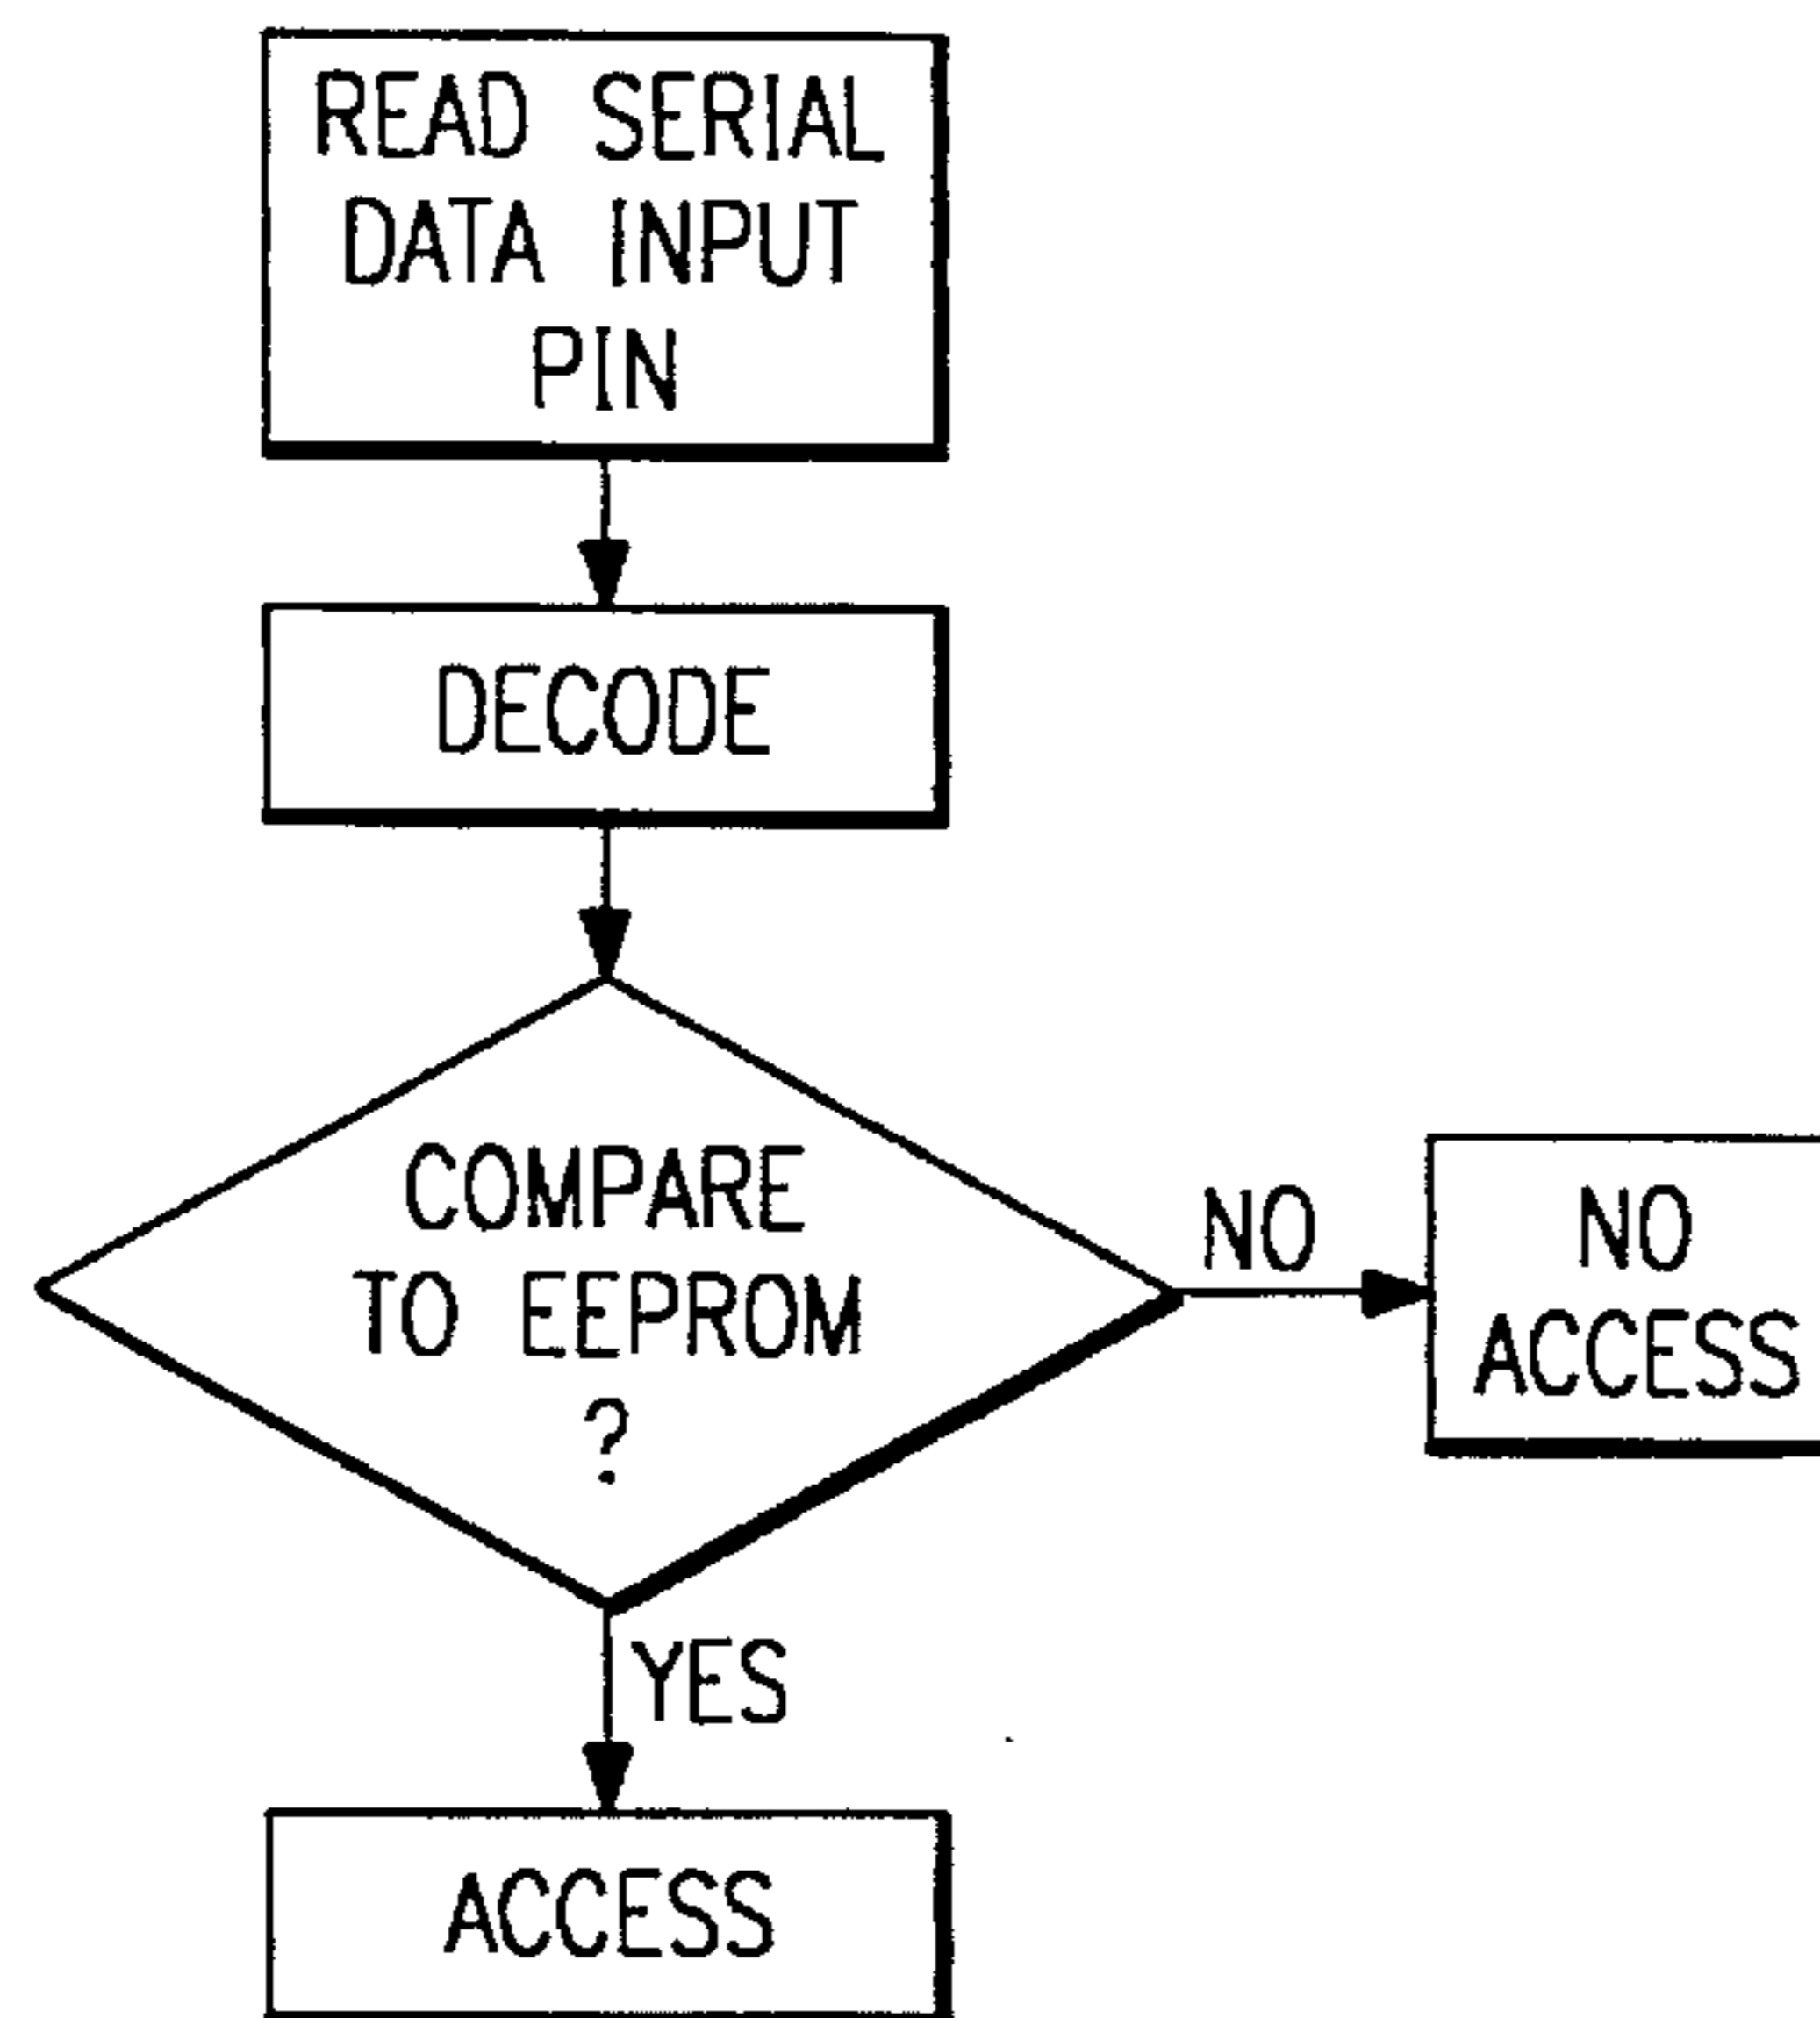 READ SERIAL
DATA INPUT
PIN
DECODE
COMPARE
TO EEPROM
?
NO
NO
ACCESS
YES
ACCESS